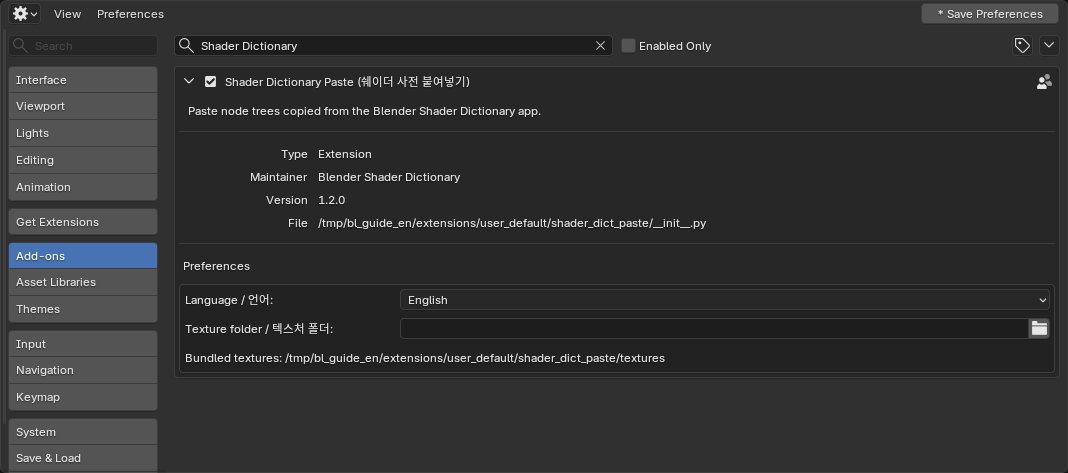 View Preferences * Save Preferences
Search
Shader Dictionary
Enabled Only
Interface
Viewport
Lights
Editing
Animation
Get Extensions
Add-ons
Asset Libraries
Themes
Input
Navigation
Keymap
System
Save & Load
Shader Dictionary Paste (쉐이더 사전 붙여넣기)
Paste node trees copied from the Blender Shader Dictionary app.
Type Extension
Maintainer Blender Shader Dictionary
Version 1.2.0
File /tmp/bl_guide_en/extensions/user_default/shader_dict_paste/__init__.py
Preferences
Language / 언어: English
Texture folder / 텍스처 폴더:
Bundled textures: /tmp/bl_guide_en/extensions/user_default/shader_dict_paste/textures